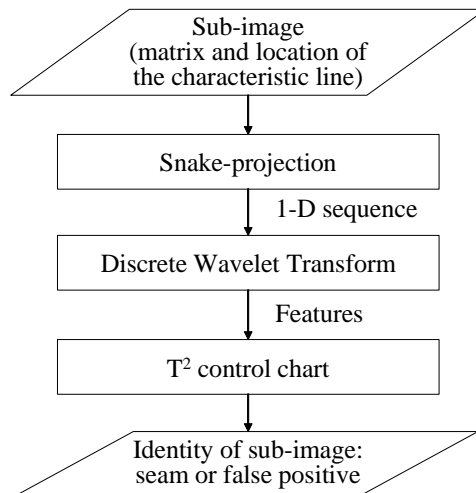 Sub-image
(matrix and location of
the characteristic line)
Snake-projection
1-D sequence
Discrete Wavelet Transform
Features
T² control chart
Identity of sub-image:
seam or false positive